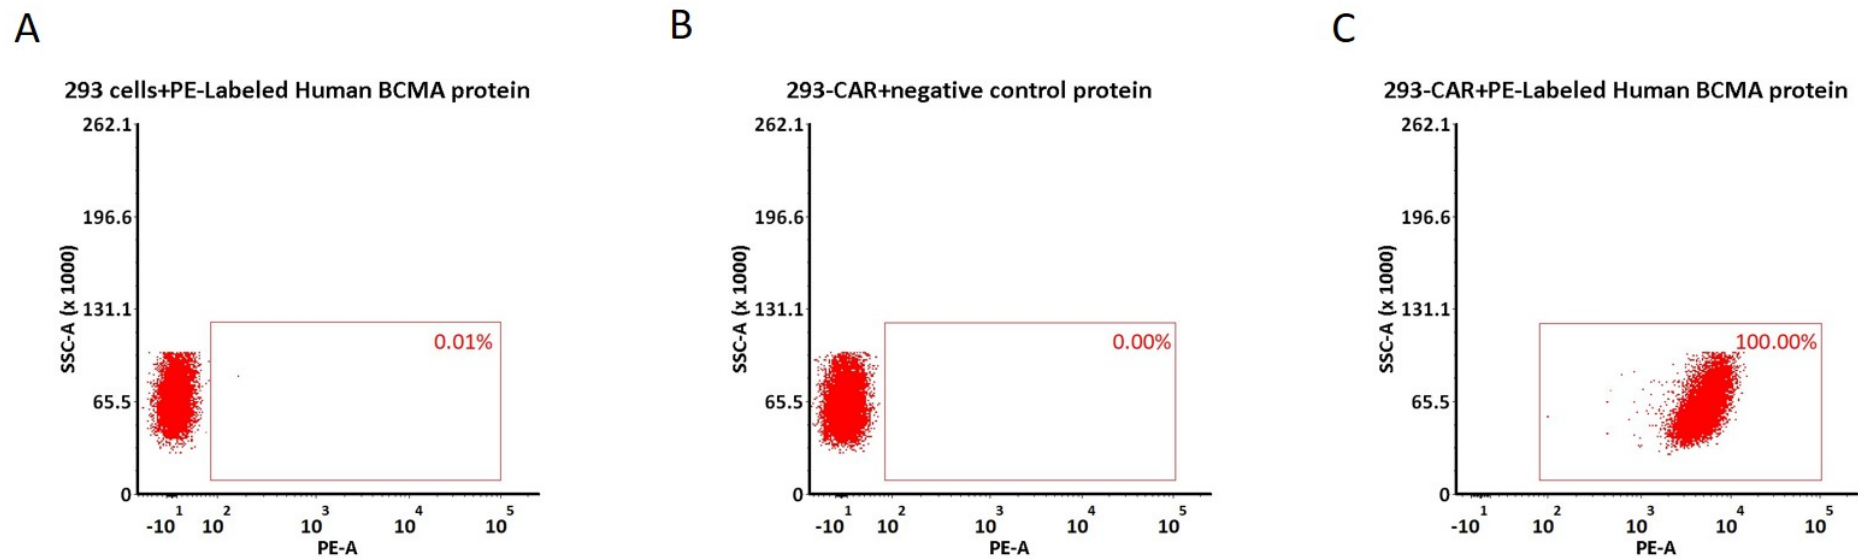 A
293 cells+PE-Labeled Human BCMA protein
262.1
196.6
131.1
65.5
0
SSC-A (x 1000)
0.01%
-10 1 10 2 10 3 10 4 10 5
PE-A
B
293-CAR+negative control protein
262.1
196.6
131.1
65.5
0
SSC-A (x 1000)
0.00%
-10 1 10 2 10 3 10 4 10 5
PE-A
C
293-CAR+PE-Labeled Human BCMA protein
262.1
196.6
131.1
65.5
0
SSC-A (x 1000)
100.00%
-10 1 10 2 10 3 10 4 10 5
PE-A